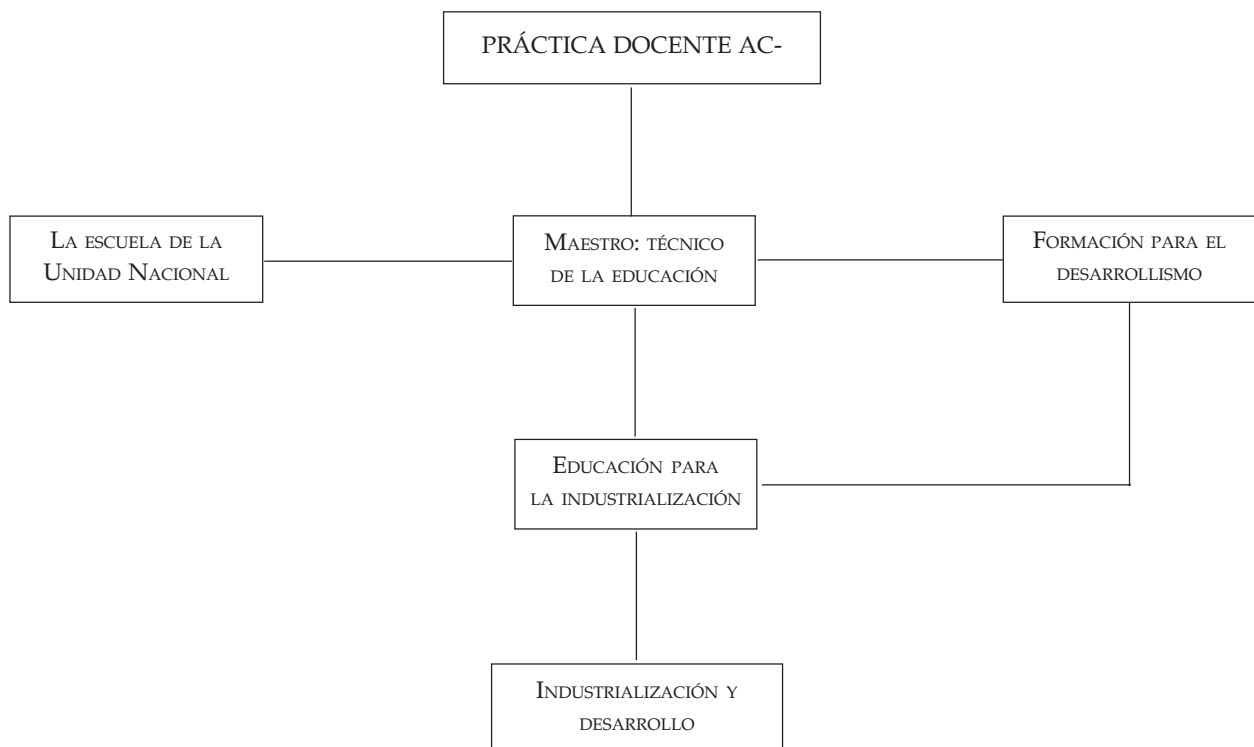 PRÁCTICA DOCENTE AC-
La escuela de la
Unidad Nacional
Maestro: técnico
de la educación
Formación para el
desarrollismo
Educación para
la industrialización
Industrialización y
desarrollo